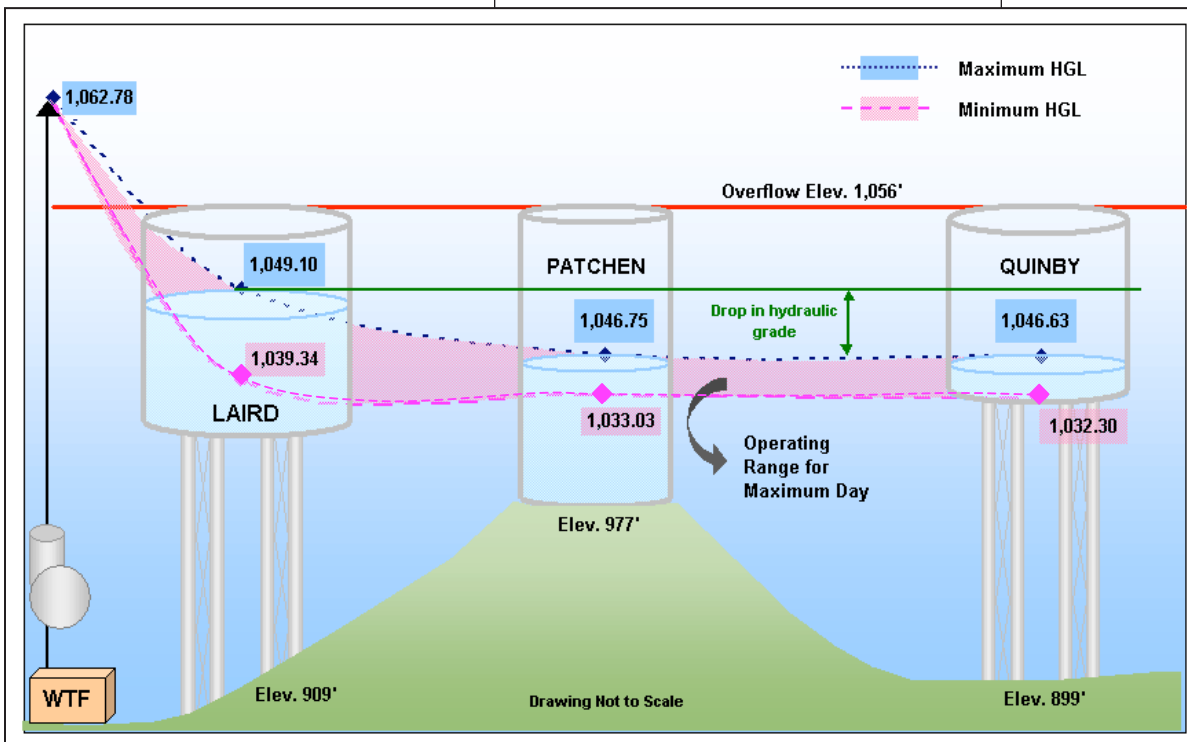 1,062.78
Maximum HGL
Minimum HGL
Overflow Elev. 1,056'
1,049.10
PATCHEN
QUINBY
Drop in hydraulic
grade
1,046.75
1,046.63
1,039.34
LAIRD
1,033.03
1,032.30
Operating
Range for
Maximum Day
Elev. 977'
WTF
Elev. 909'
Drawing Not to Scale
Elev. 899'